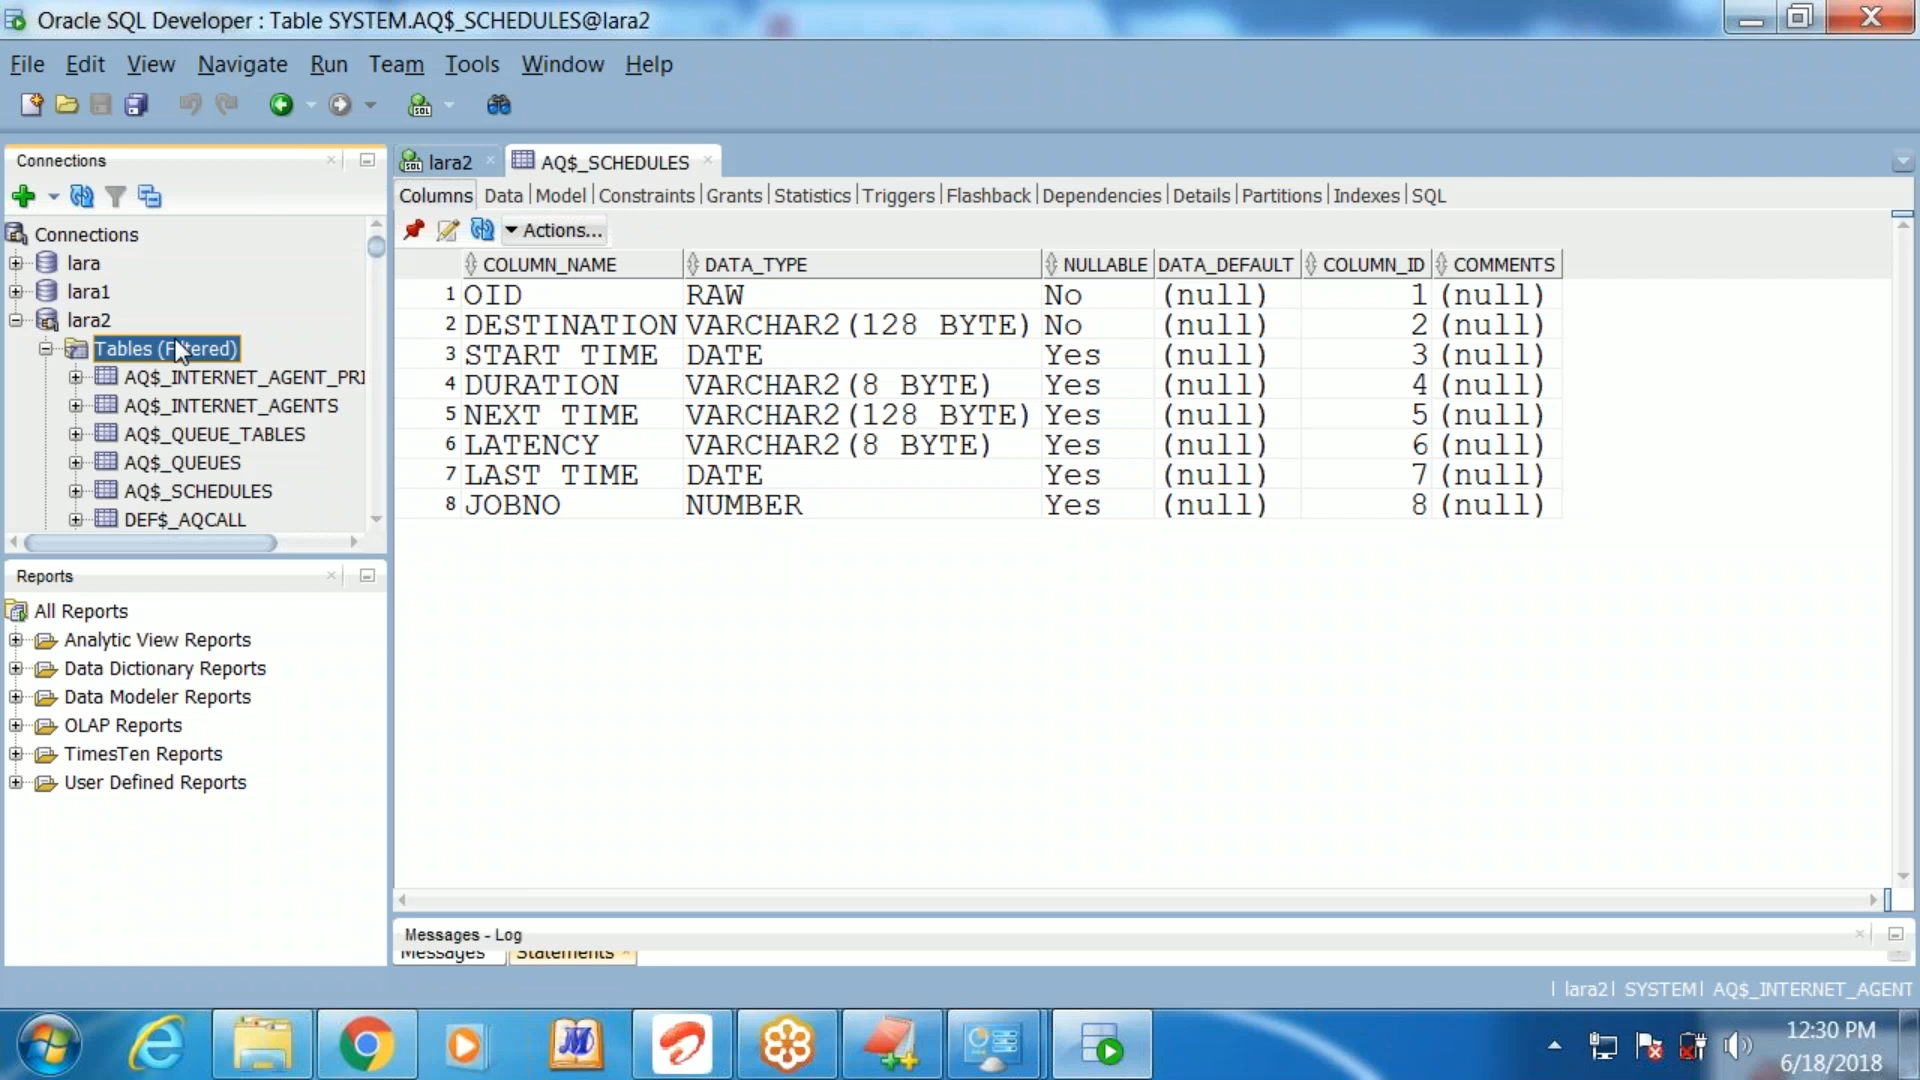 Oracle SQL Developer : Table SYSTEM.AQ$_SCHEDULES@lara2
File Edit View Navigate Run Team Tools Window Help
Connections
lara2
AQ$_SCHEDULES
Columns Data Model Constraints Grants Statistics Triggers Flashback Dependencies Details Partitions Indexes SQL
Actions...
Connections
lara
lara1
lara2
Tables (Filtered)
AQ$_INTERNET_AGENT_PRI
AQ$_INTERNET_AGENTS
AQ$_QUEUE_TABLES
AQ$_QUEUES
AQ$_SCHEDULES
DEF$_AQCALL
COLUMN_NAME DATA_TYPE NULLABLE DATA_DEFAULT COLUMN_ID COMMENTS
1 OID RAW No (null) 1 (null)
2 DESTINATION VARCHAR2(128 BYTE) No (null) 2 (null)
3 START_TIME DATE Yes (null) 3 (null)
4 DURATION VARCHAR2(8 BYTE) Yes (null) 4 (null)
5 NEXT_TIME VARCHAR2(128 BYTE) Yes (null) 5 (null)
6 LATENCY VARCHAR2(8 BYTE) Yes (null) 6 (null)
7 LAST_TIME DATE Yes (null) 7 (null)
8 JOBNO NUMBER Yes (null) 8 (null)
Reports
All Reports
Analytic View Reports
Data Dictionary Reports
Data Modeler Reports
OLAP Reports
TimesTen Reports
User Defined Reports
Messages - Log
Messages Statements
lara2 SYSTEM AQ$_INTERNET_AGENT
12:30 PM
6/18/2018